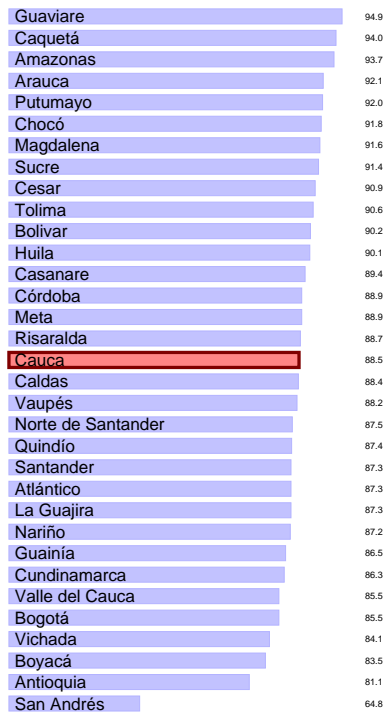 Guaviare 94.9
Caquetá 94.0
Amazonas 93.7
Arauca 92.1
Putumayo 92.0
Chocó 91.8
Magdalena 91.6
Sucre 91.4
Cesar 90.9
Tolima 90.6
Bolivar 90.2
Huila 90.1
Casanare 89.4
Córdoba 88.9
Meta 88.9
Risaralda 88.7
Cauca 88.5
Caldas 88.4
Vaupés 88.2
Norte de Santander 87.5
Quindío 87.4
Santander 87.3
Atlántico 87.3
La Guajira 87.3
Nariño 87.2
Guainía 86.5
Cundinamarca 86.3
Valle del Cauca 85.5
Bogotá 85.5
Vichada 84.1
Boyacá 83.5
Antioquia 81.1
San Andrés 64.8